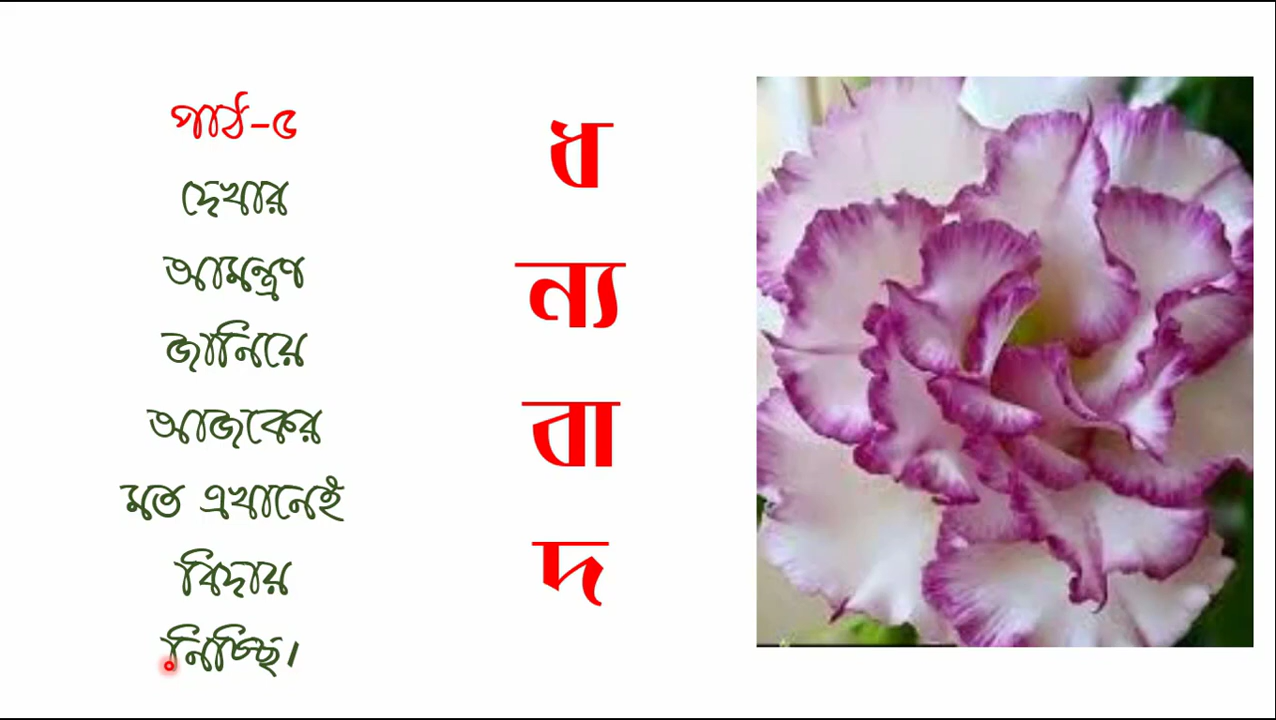 পাঠ-৫
দেখার
আমন্ত্রণ
জানিয়ে
আজকের
মত এখানেই
বিদায়
নিচ্ছি।
ধ
ন্য
বা
দ